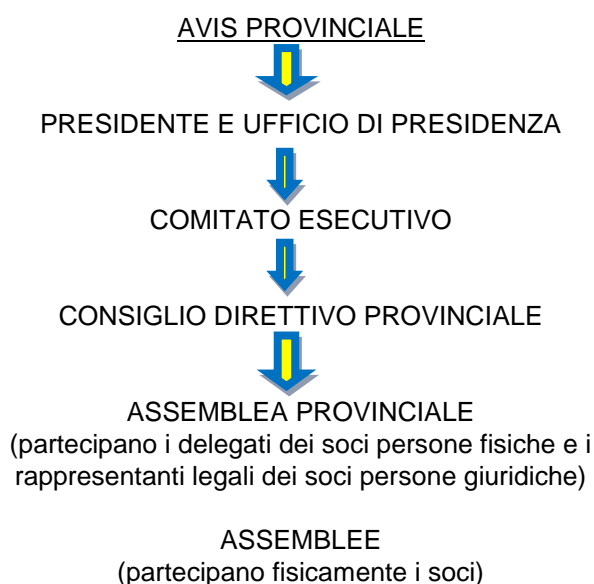 AVIS PROVINCIALE
PRESIDENTE E UFFICIO DI PRESIDENZA
COMITATO ESECUTIVO
CONSIGLIO DIRETTIVO PROVINCIALE
ASSEMBLEA PROVINCIALE
(partecipano i delegati dei soci persone fisiche e i
rappresentanti legali dei soci persone giuridiche)
ASSEMBLEE
(partecipano fisicamente i soci)